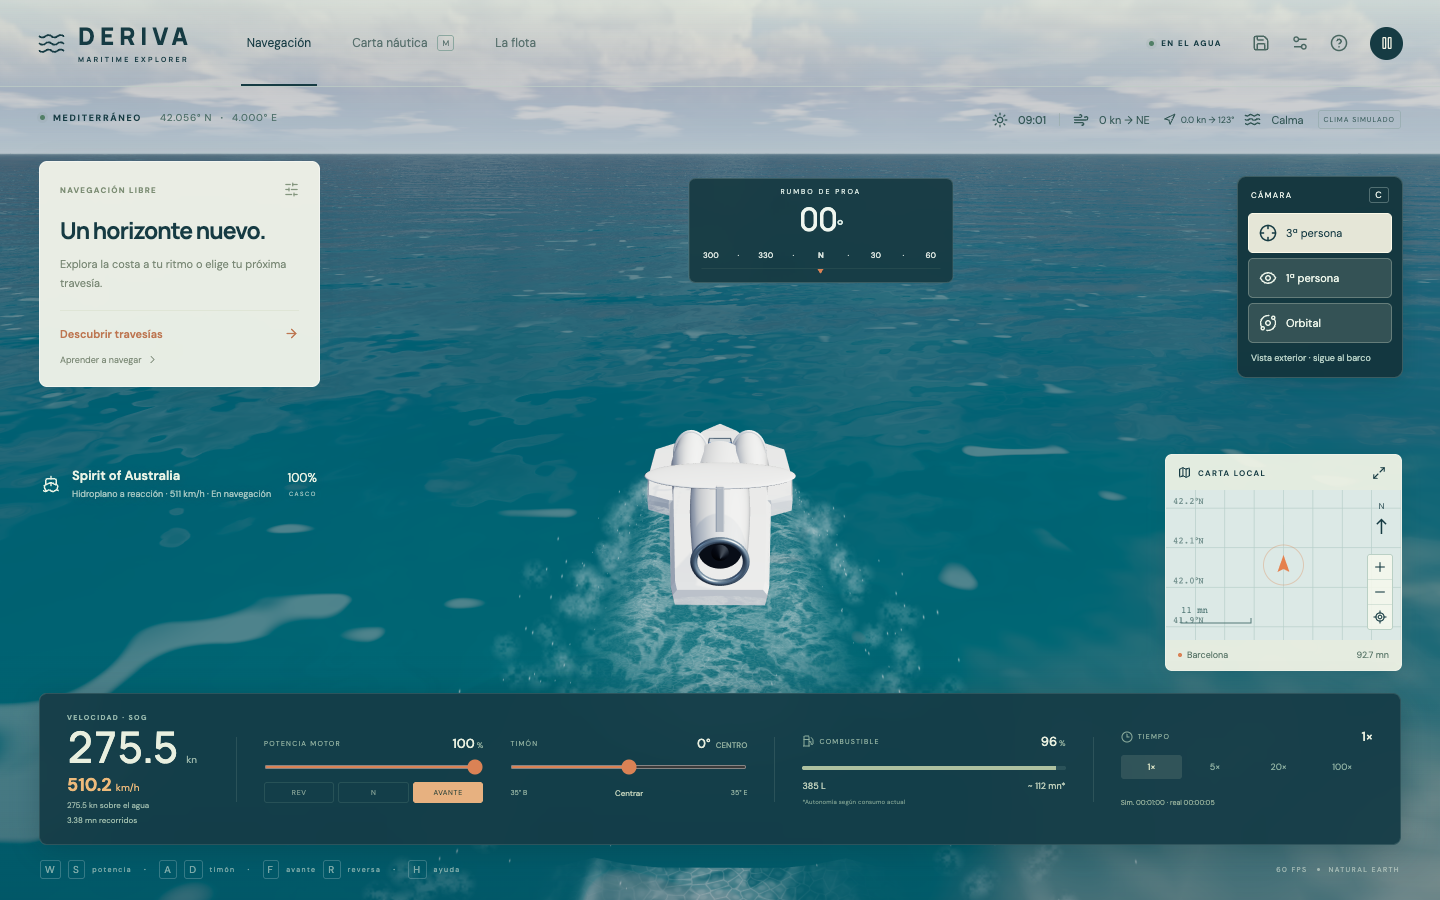 DERIVA
MARITIME EXPLORER
Navegación
Carta náutica M
La flota
EN EL AGUA
MEDITERRÁNEO 42.056° N · 4.000° E
09:01 0 kn → NE 0.0 kn → 123° Calma CLIMA SIMULADO
NAVEGACIÓN LIBRE
Un horizonte nuevo.
Explora la costa a tu ritmo o elige tu próxima
travesía.
Descubrir travesías →
Aprender a navegar >
RUMBO DE PROA
00°
300 · 330 · N · 30 · 60
CÁMARA C
3ª persona
1ª persona
Orbital
Vista exterior · sigue al barco
Spirit of Australia
Hidroplano a reacción · 511 km/h · En navegación
100%
CASCO
CARTA LOCAL
42.2°N
42.1°N
42.0°N
41.9°N
11 mn
N
Barcelona 92.7 mn
VELOCIDAD · SOG
275.5 kn
510.2 km/h
275.5 kn sobre el agua
3.38 mn recorridos
POTENCIA MOTOR 100 %
REV N AVANTE
TIMÓN 0° CENTRO
35° B Centrar 35° E
COMBUSTIBLE 96 %
385 L ~ 112 mn*
*Autonomía según consumo actual
TIEMPO 1×
1× 5× 20× 100×
Sim. 00:01:00 · real 00:00:05
W S potencia · A D timón · F avante R reversa · H ayuda
60 FPS • NATURAL EARTH